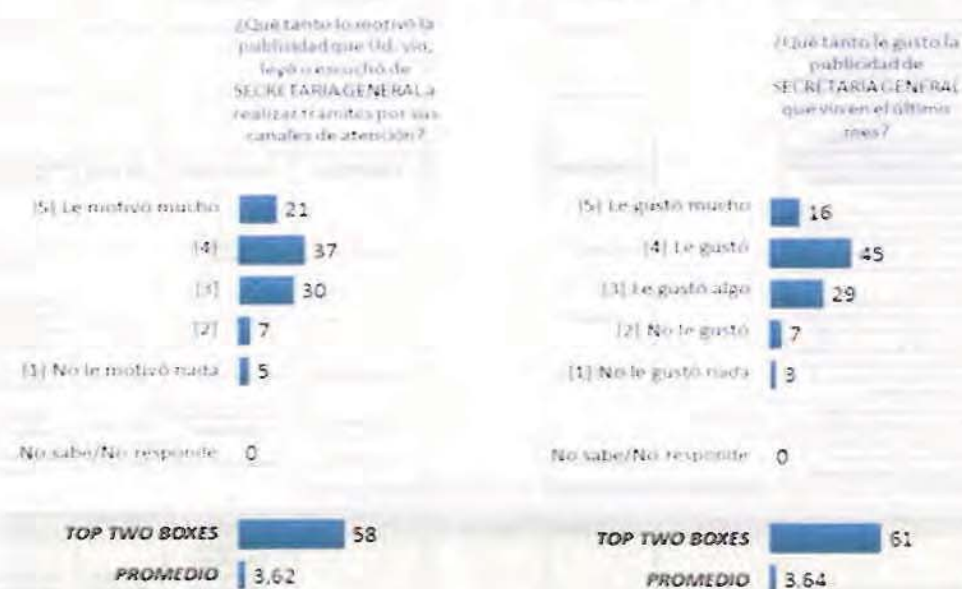 ¿Qué tanto lo motivó la
publicidad que Ud. vio,
leyó o escuchó de
SECRETARIA GENERAL a
realizar trámites por sus
canales de atención?
(5) Le motivó mucho 21
(4) 37
(3) 30
(2) 7
(1) No le motivó nada 5
No sabe/No responde 0
TOP TWO BOXES 58
PROMEDIO 3,62
¿Qué tanto le gusto la
publicidad de
SECRETARIA GENERAL
que vio en el último
mes?
(5) Le gustó mucho 16
(4) Le gustó 45
(3) Le gustó algo 29
(2) No le gustó 7
(1) No le gustó nada 3
No sabe/No responde 0
TOP TWO BOXES 61
PROMEDIO 3,64